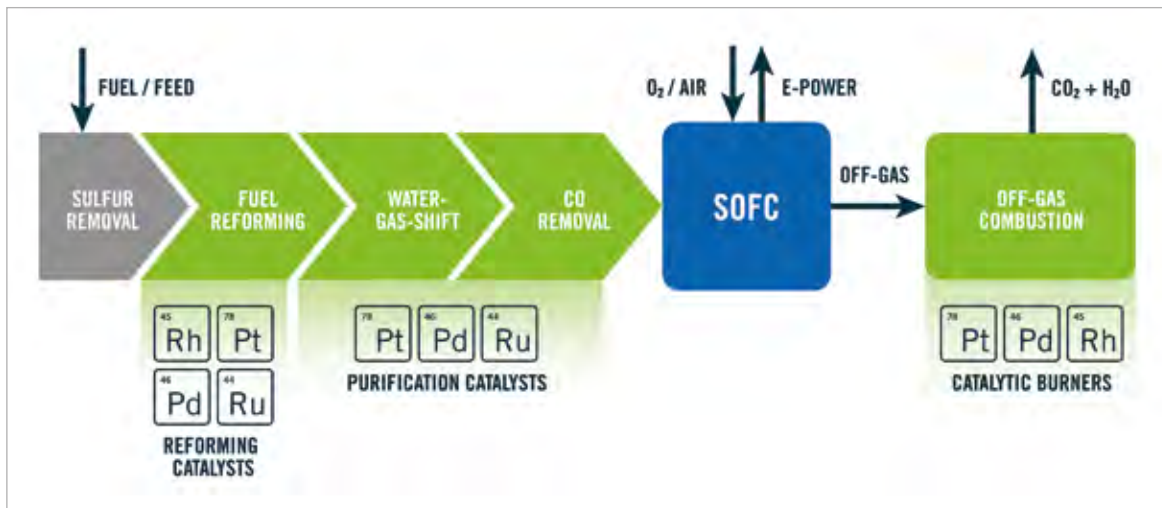 FUEL / FEED
O₂ / AIR
E-POWER
CO₂ + H₂O
SULFUR
REMOVAL
FUEL
REFORMING
WATER-
GAS-SHIFT
CO
REMOVAL
SOFC
OFF-GAS
OFF-GAS
COMBUSTION
45
Rh
78
Pt
46
Pd
44
Ru
REFORMING
CATALYSTS
78
Pt
46
Pd
44
Ru
PURIFICATION CATALYSTS
78
Pt
46
Pd
45
Rh
CATALYTIC BURNERS